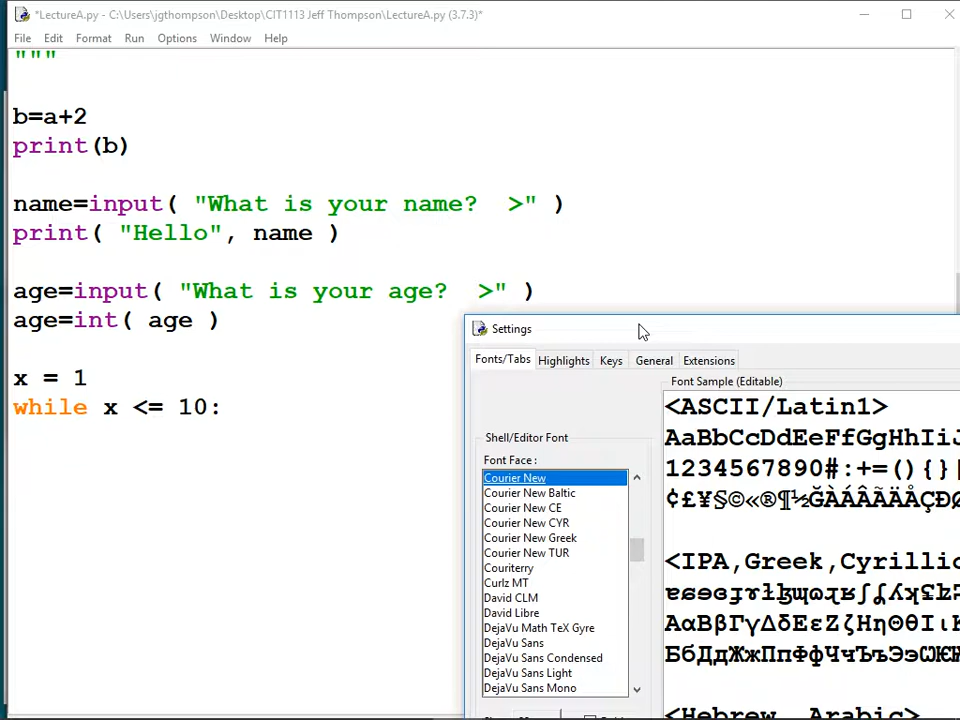 *LectureA.py - C:\Users\jgthompson\Desktop\CIT1113 Jeff Thompson\LectureA.py (3.7.3)*
File Edit Format Run Options Window Help
"""
b=a+2
print(b)
name=input( "What is your name?  >" )
print( "Hello", name )
age=input( "What is your age?  >" )
age=int( age )
x = 1
while x <= 10:
Settings
Fonts/Tabs Highlights Keys General Extensions
Shell/Editor Font
Font Face :
Courier New
Courier New Baltic
Courier New CE
Courier New CYR
Courier New Greek
Courier New TUR
Couriterry
Curlz MT
David CLM
David Libre
DejaVu Math TeX Gyre
DejaVu Sans
DejaVu Sans Condensed
DejaVu Sans Light
DejaVu Sans Mono
Font Sample (Editable)
<ASCII/Latin1>
AaBbCcDdEeFfGgHhIiJ
1234567890#:+=(){}
¢£¥§©«®¶½ĞÀÁÂÃÄÅÇÐØ
<IPA,Greek,Cyrillic
ΑαΒβΓγΔδΕεΖζΗηΘθΙιΚ
<Hebrew, Arabic>